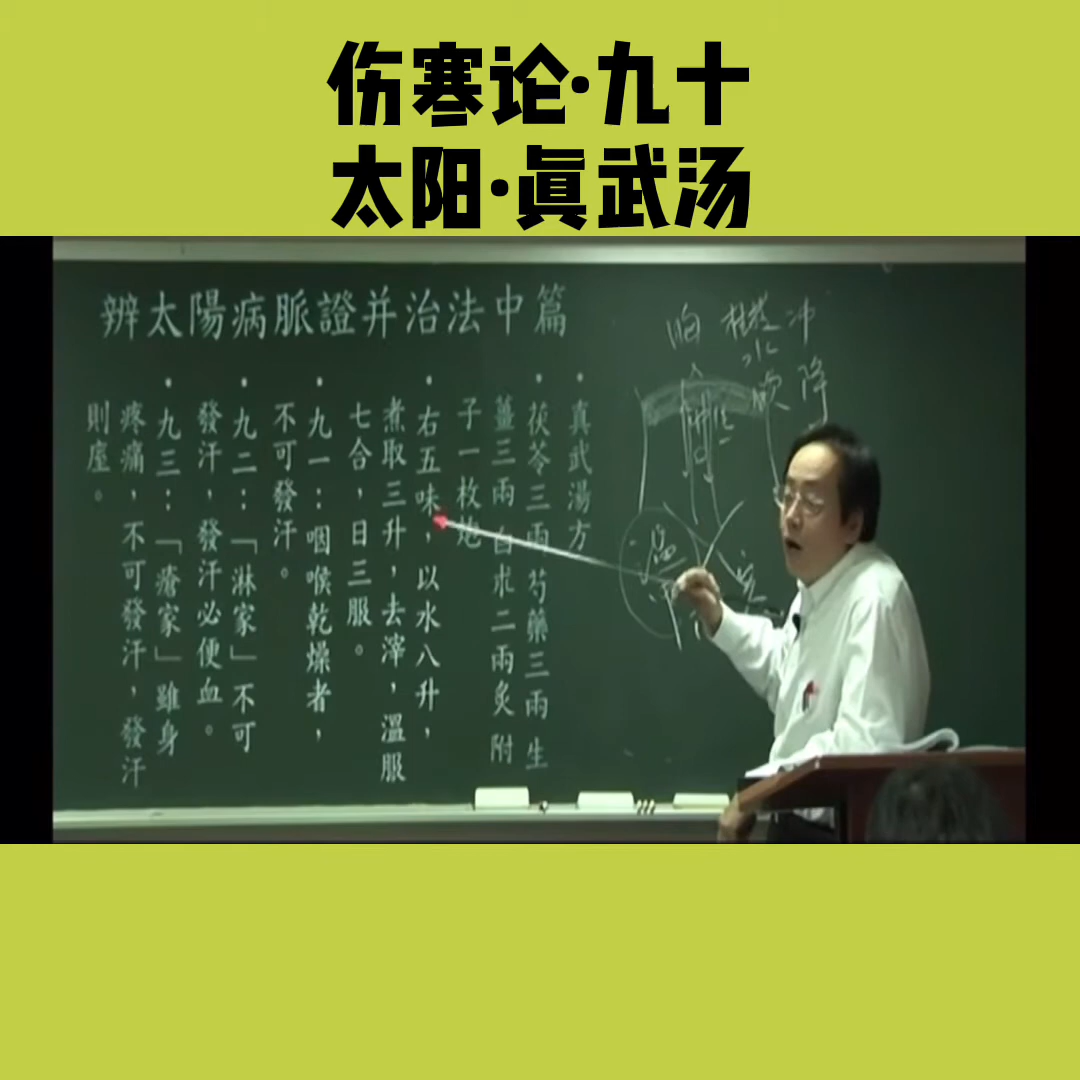 伤寒论·九十
太阳·眞武汤
辨太陽病脈證并治法中篇
・真武湯方
・茯苓三兩芍藥三兩生
薑三兩白朮二兩炙附
子一枚炮
・右五味，以水八升，
煮取三升，去滓，溫服
七合，日三服。
・九一：咽喉乾燥者，
不可發汗。
・九二：「淋家」不可
發汗，發汗必便血。
・九三：「瘡家」雖身
疼痛，不可發汗，發汗
則痓。
胸
冲
水
降